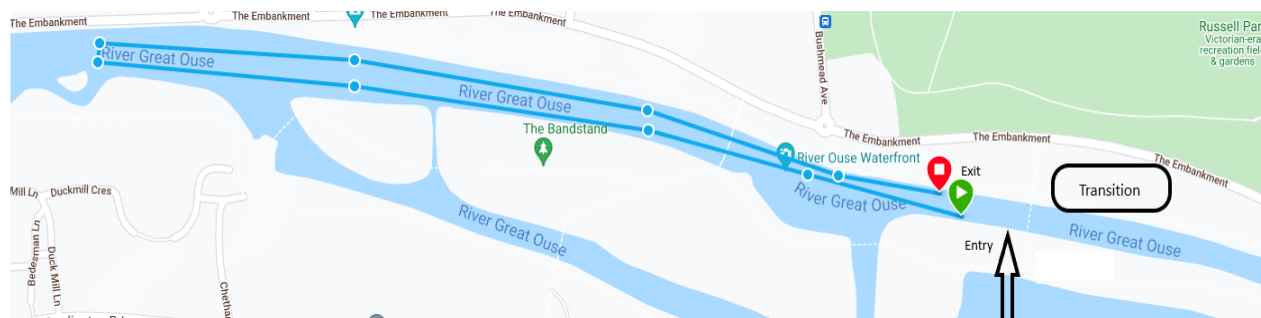 The Embankment
The Embankment
The Embankment
The Embankment
River Great Ouse
River Great Ouse
Bushmead Ave
Russell Par
Victorian-era
recreation field
& gardens
The Bandstand
The Embankment
The Embankment
The Embankment
River Ouse Waterfront
Exit
Transition
Mill Ln
Duckmill Cres
River Great Ouse
River Great Ouse
Entry
River Great Ouse
Bedesman Ln
Duck Mill Ln